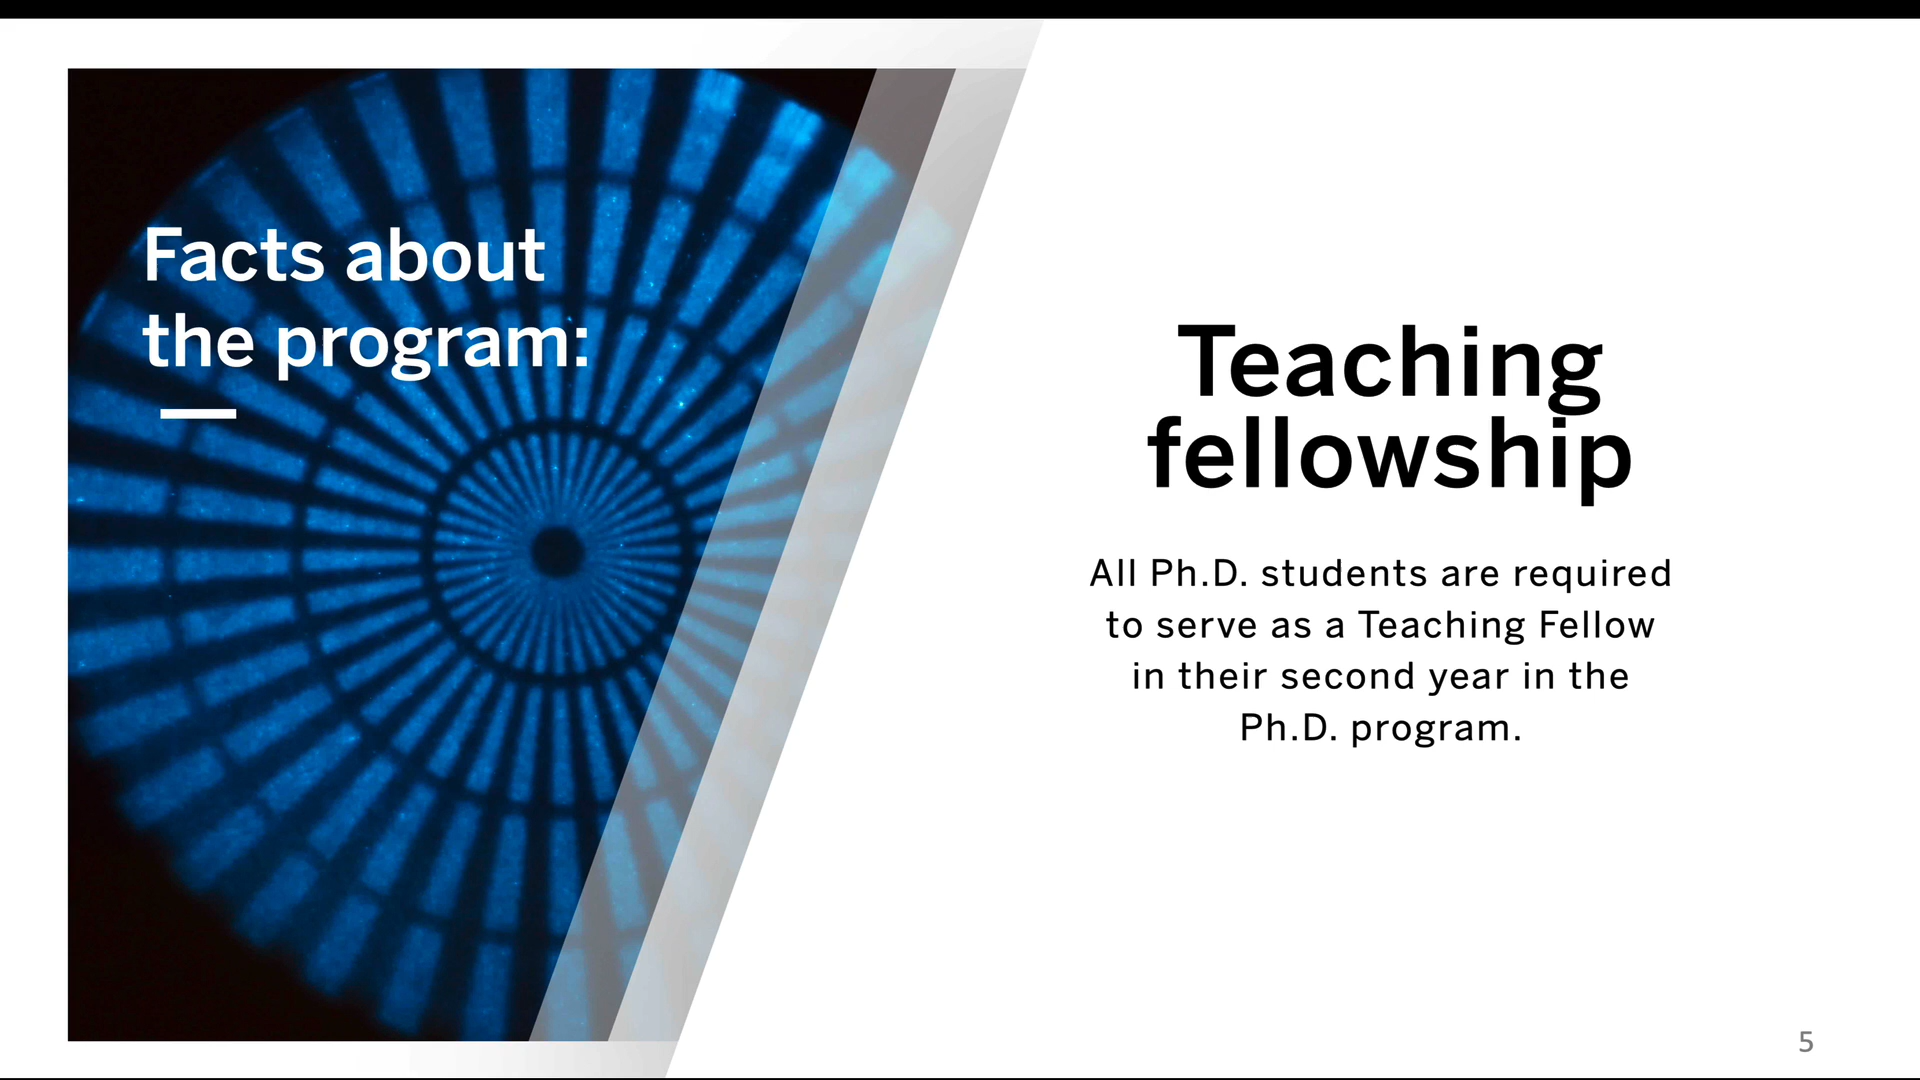 Facts about
the program:
Teaching
fellowship
All Ph.D. students are required
to serve as a Teaching Fellow
in their second year in the
Ph.D. program.
5